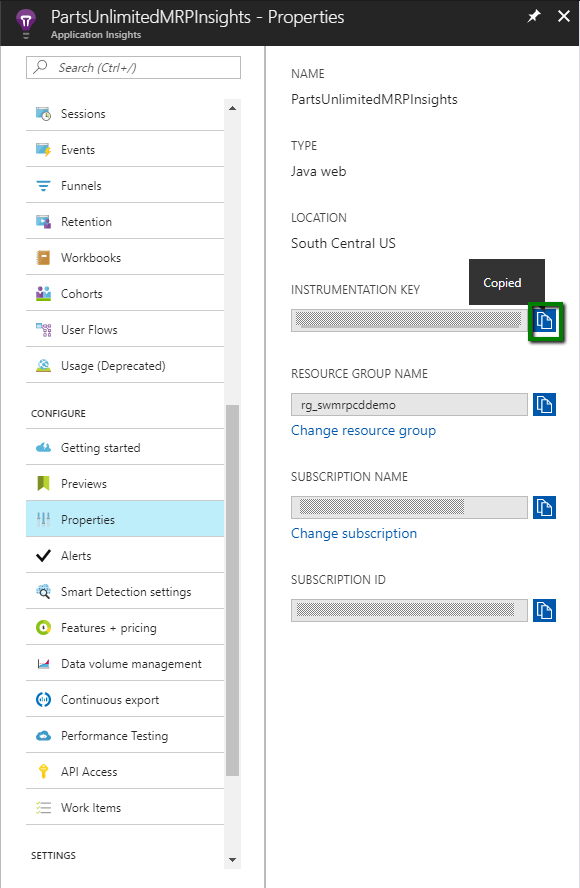 PartsUnlimitedMRPInsights - Properties
Application Insights
Search (Ctrl+/)
Sessions
Events
Funnels
Retention
Workbooks
Cohorts
User Flows
Usage (Deprecated)
CONFIGURE
Getting started
Previews
Properties
Alerts
Smart Detection settings
Features + pricing
Data volume management
Continuous export
Performance Testing
API Access
Work Items
SETTINGS
NAME
PartsUnlimitedMRPInsights
TYPE
Java web
LOCATION
South Central US
Copied
INSTRUMENTATION KEY
RESOURCE GROUP NAME
rg_swmrpcddemo
Change resource group
SUBSCRIPTION NAME
Change subscription
SUBSCRIPTION ID